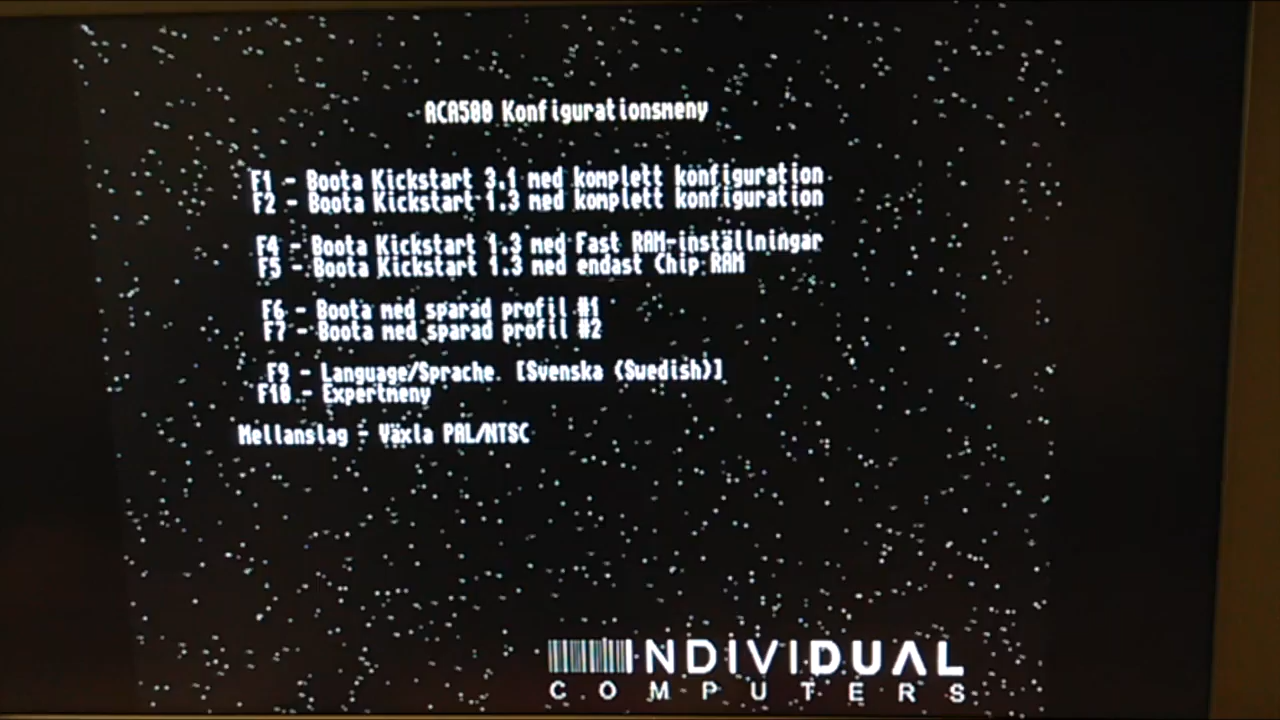 ACA500 Konfigurationsmeny
F1 - Boota Kickstart 3.1 med komplett konfiguration
F2 - Boota Kickstart 1.3 med komplett konfiguration
F4 - Boota Kickstart 1.3 med Fast RAM-inställningar
F5 - Boota Kickstart 1.3 med endast Chip RAM
F6 - Boota med sparad profil #1
F7 - Boota med sparad profil #2
F9 - Language/Sprache. [Svenska (Swedish)]
F10 - Expertmeny
Mellanslag - Växla PAL/NTSC
INDIVIDUAL
COMPUTERS